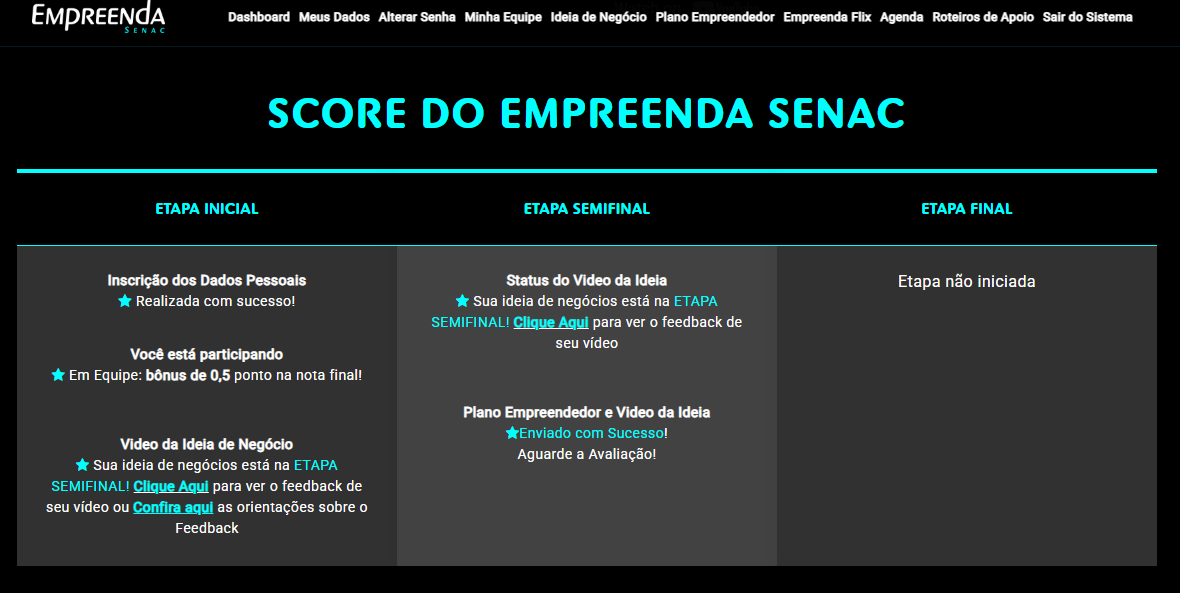 EMPREENDA
SENAC
Dashboard Meus Dados Alterar Senha Minha Equipe Ideia de Negócio Plano Empreendedor Empreenda Flix Agenda Roteiros de Apoio Sair do Sistema
SCORE DO EMPREENDA SENAC
ETAPA INICIAL
Inscrição dos Dados Pessoais
★ Realizada com sucesso!
Você está participando
★ Em Equipe: bônus de 0,5 ponto na nota final!
Video da Ideia de Negócio
★ Sua ideia de negócios está na ETAPA
SEMIFINAL! Clique Aqui para ver o feedback de
seu vídeo ou Confira aqui as orientações sobre o
Feedback
ETAPA SEMIFINAL
Status do Video da Ideia
★ Sua ideia de negócios está na ETAPA
SEMIFINAL! Clique Aqui para ver o feedback de
seu vídeo
Plano Empreendedor e Video da Ideia
★Enviado com Sucesso!
Aguarde a Avaliação!
ETAPA FINAL
Etapa não iniciada